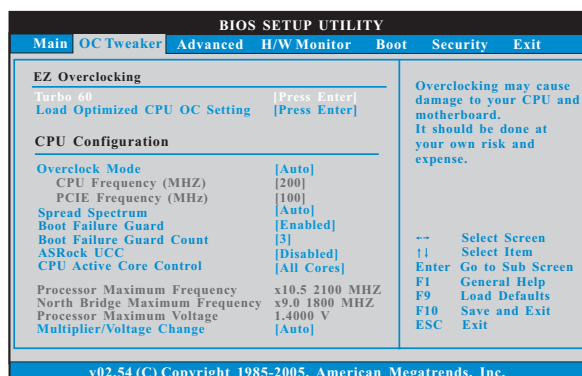 BIOS SETUP UTILITY
Main OC Tweaker Advanced H/W Monitor Boot Security Exit
EZ Overclocking
Turbo 60 [Press Enter]
Load Optimized CPU OC Setting [Press Enter]
CPU Configuration
Overclock Mode [Auto]
CPU Frequency (MHZ) [200]
PCIE Frequency (MHz) [100]
Spread Spectrum [Auto]
Boot Failure Guard [Enabled]
Boot Failure Guard Count [3]
ASRock UCC [Disabled]
CPU Active Core Control [All Cores]
Processor Maximum Frequency x10.5 2100 MHZ
North Bridge Maximum Frequency x9.0 1800 MHZ
Processor Maximum Voltage 1.4000 V
Multiplier/Voltage Change [Auto]
Overclocking may cause
damage to your CPU and
motherboard.
It should be done at
your own risk and
expense.
←→ Select Screen
↑↓ Select Item
Enter Go to Sub Screen
F1 General Help
F9 Load Defaults
F10 Save and Exit
ESC Exit
v02.54 (C) Copyright 1985-2005, American Megatrends, Inc.